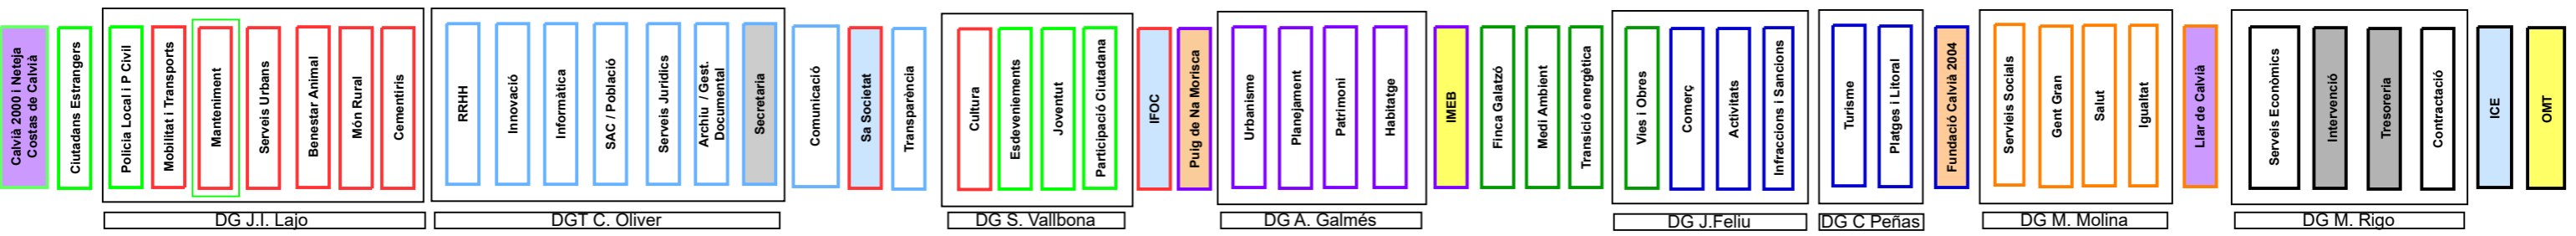 Calvià 2000 i Neteja
Costas de Calvià
Ciutadans Estrangers
Policia Local i P Civil
Mobilitat i Transports
Manteniment
Serveis Urbans
Benestar Animal
Món Rural
Cementiris
DG J.I. Lajo
RRHH
Innovació
Informàtica
SAC / Població
Serveis Jurídics
Archiu / Gest.
Documental
Secretaria
DGT C. Oliver
Comunicació
Sa Societat
Transparència
Cultura
Esdeveniements
Joventut
Participació Ciutadana
DG S. Vallbona
IFOC
Puig de Na Morisca
Urbanisme
Planejament
Patrimoni
Habitatge
DG A. Galmés
IMEB
Finca Galatzó
Medi Ambient
Transició energètica
Vies i Obres
Comerç
Activitats
Infraccions i Sancions
DG J.Feliu
Turisme
Platges i Litoral
DG C Peñas
Fundació Calvià 2004
Servieis Socials
Gent Gran
Salut
Igualtat
DG M. Molina
Llar de Calvià
Serveis Econòmics
Intervenció
Tresoreria
Contractació
DG M. Rigo
ICE
OMT